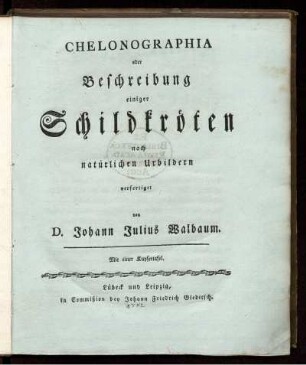 CHELONOGRAPHIA
oder
Beschreibung
einiger
Schildkröten
nach
natürlichen Urbildern
verfertiget
von
D. Johann Julius Walbaum.
Mit einer Kupfertafel.
Lübeck und Leipzig,
in Commission bey Johann Friedrich Gleditsch.